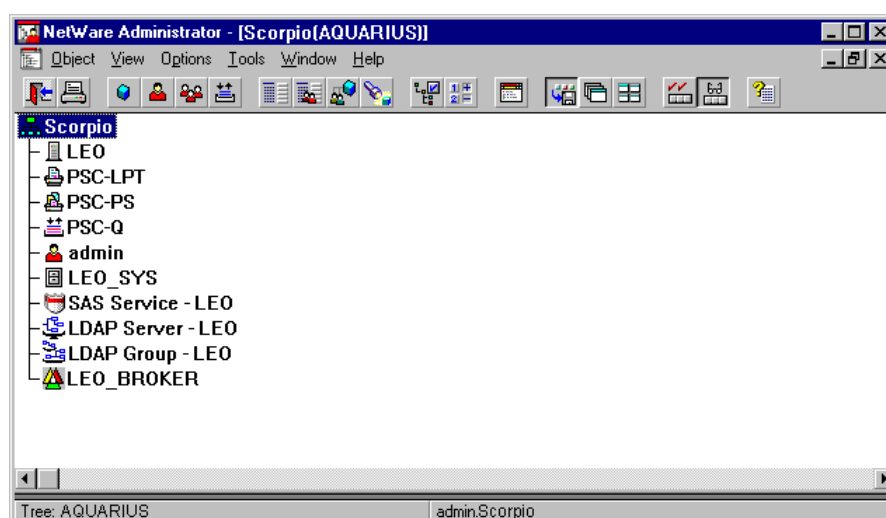 NetWare Administrator - [Scorpio(AQUARIUS)]
Object View Options Tools Window Help
Scorpio
LEO
PSC-LPT
PSC-PS
PSC-Q
admin
LEO_SYS
SAS Service - LEO
LDAP Server - LEO
LDAP Group - LEO
LEO_BROKER
Tree: AQUARIUS admin.Scorpio